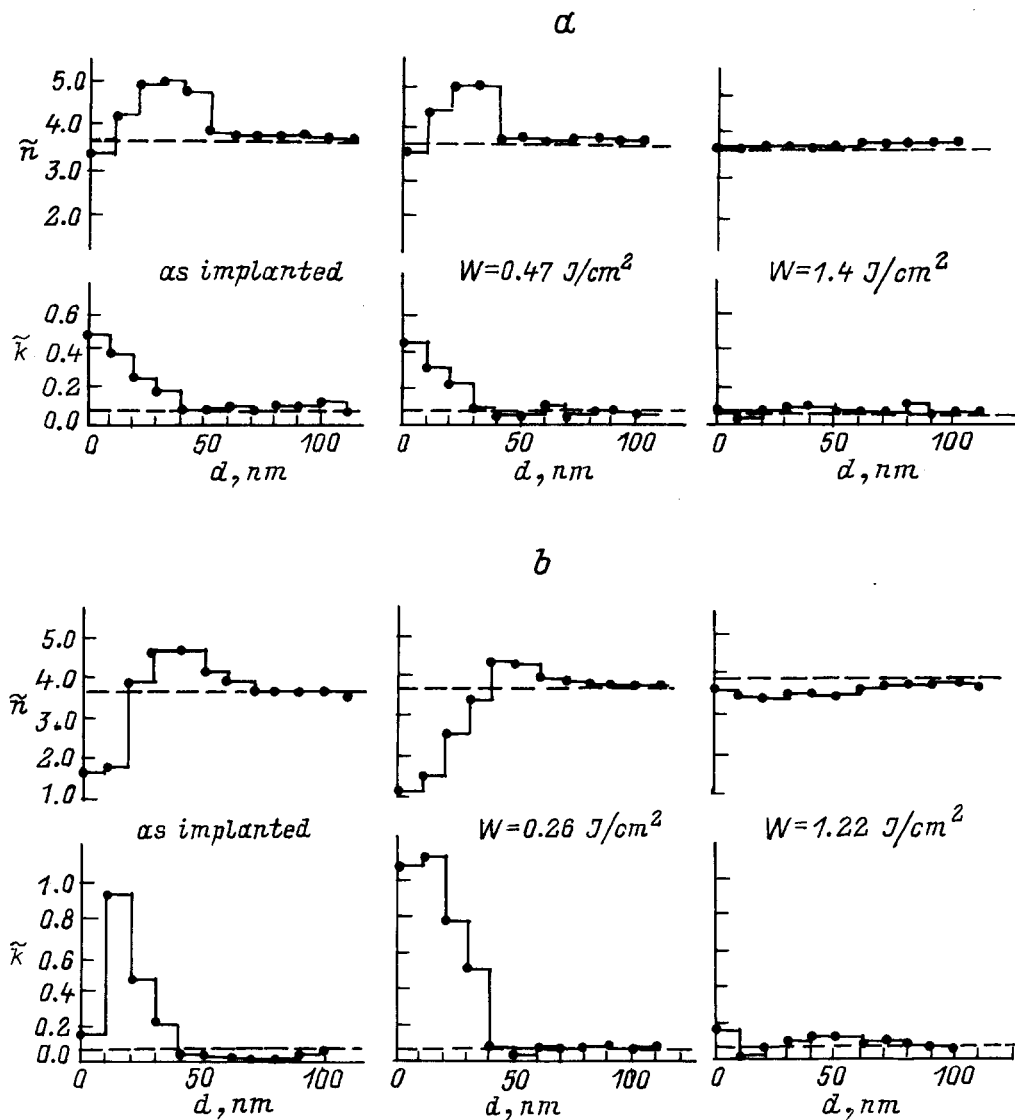 a
5.0
4.0
ñ
3.0
2.0
as implanted
W=0.47 J/cm²
W=1.4 J/cm²
0.6
k̃ 0.4
0.2
0.0
0 50 100
0 50 100
0 50 100
d, nm
d, nm
d, nm
b
5.0
4.0
ñ
3.0
2.0
1.0
as implanted
W=0.26 J/cm²
W=1.22 J/cm²
1.0
0.8
k̃ 0.6
0.4
0.2
0.0
0 50 100
0 50 100
0 50 100
d, nm
d, nm
d, nm